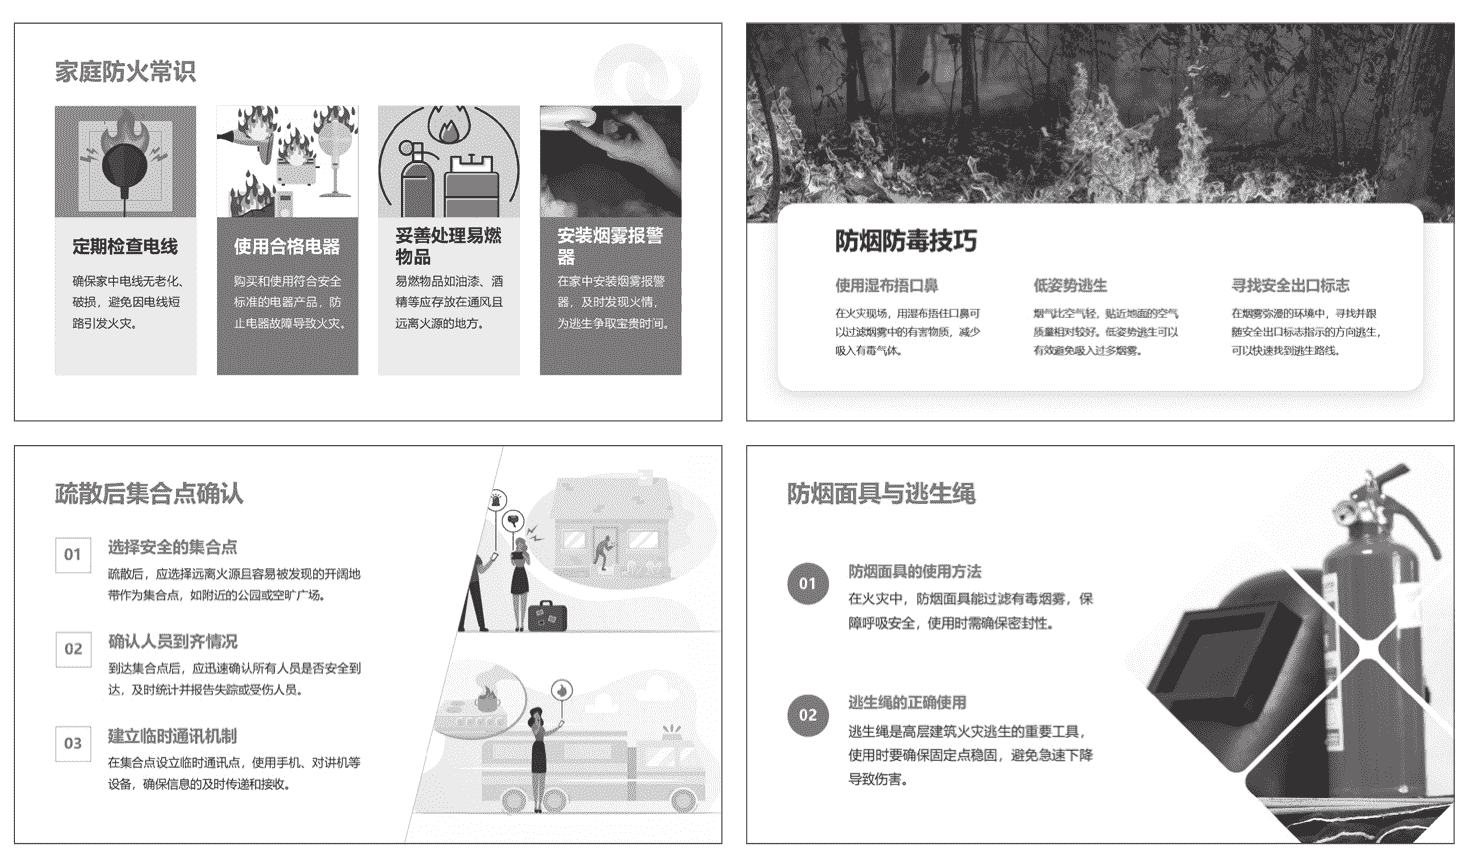 家庭防火常识
定期检查电线
确保家中电线无老化、
破损，避免因电线短
路引发火灾。
使用合格电器
购买和使用符合安全
标准的电器产品，防
止电器故障导致火灾。
妥善处理易燃
物品
易燃物品如油漆、酒
精等应存放在通风且
远离火源的地方。
安装烟雾报警
器
在家中安装烟雾报警
器，及时发现火情，
为逃生争取宝贵时间。
防烟防毒技巧
使用湿布捂口鼻
在火灾现场，用湿布捂住口鼻可
以过滤烟雾中的有害物质，减少
吸入有毒气体。
低姿势逃生
烟气比空气轻，贴近地面的空气
质量相对较好。低姿势逃生可以
有效避免吸入过多烟雾。
寻找安全出口标志
在烟雾弥漫的环境中，寻找并跟
随安全出口标志指示的方向逃生，
可以快速找到逃生路线。
疏散后集合点确认
01
选择安全的集合点
疏散后，应选择远离火源且容易被发现的开阔地
带作为集合点，如附近的公园或空旷广场。
02
确认人员到齐情况
到达集合点后，应迅速确认所有人员是否安全到
达，及时统计并报告失踪或受伤人员。
03
建立临时通讯机制
在集合点设立临时通讯点，使用手机、对讲机等
设备，确保信息的及时传递和接收。
防烟面具与逃生绳
01
防烟面具的使用方法
在火灾中，防烟面具能过滤有毒烟雾，保
障呼吸安全，使用时需确保密封性。
02
逃生绳的正确使用
逃生绳是高层建筑火灾逃生的重要工具，
使用时要确保固定点稳固，避免急速下降
导致伤害。